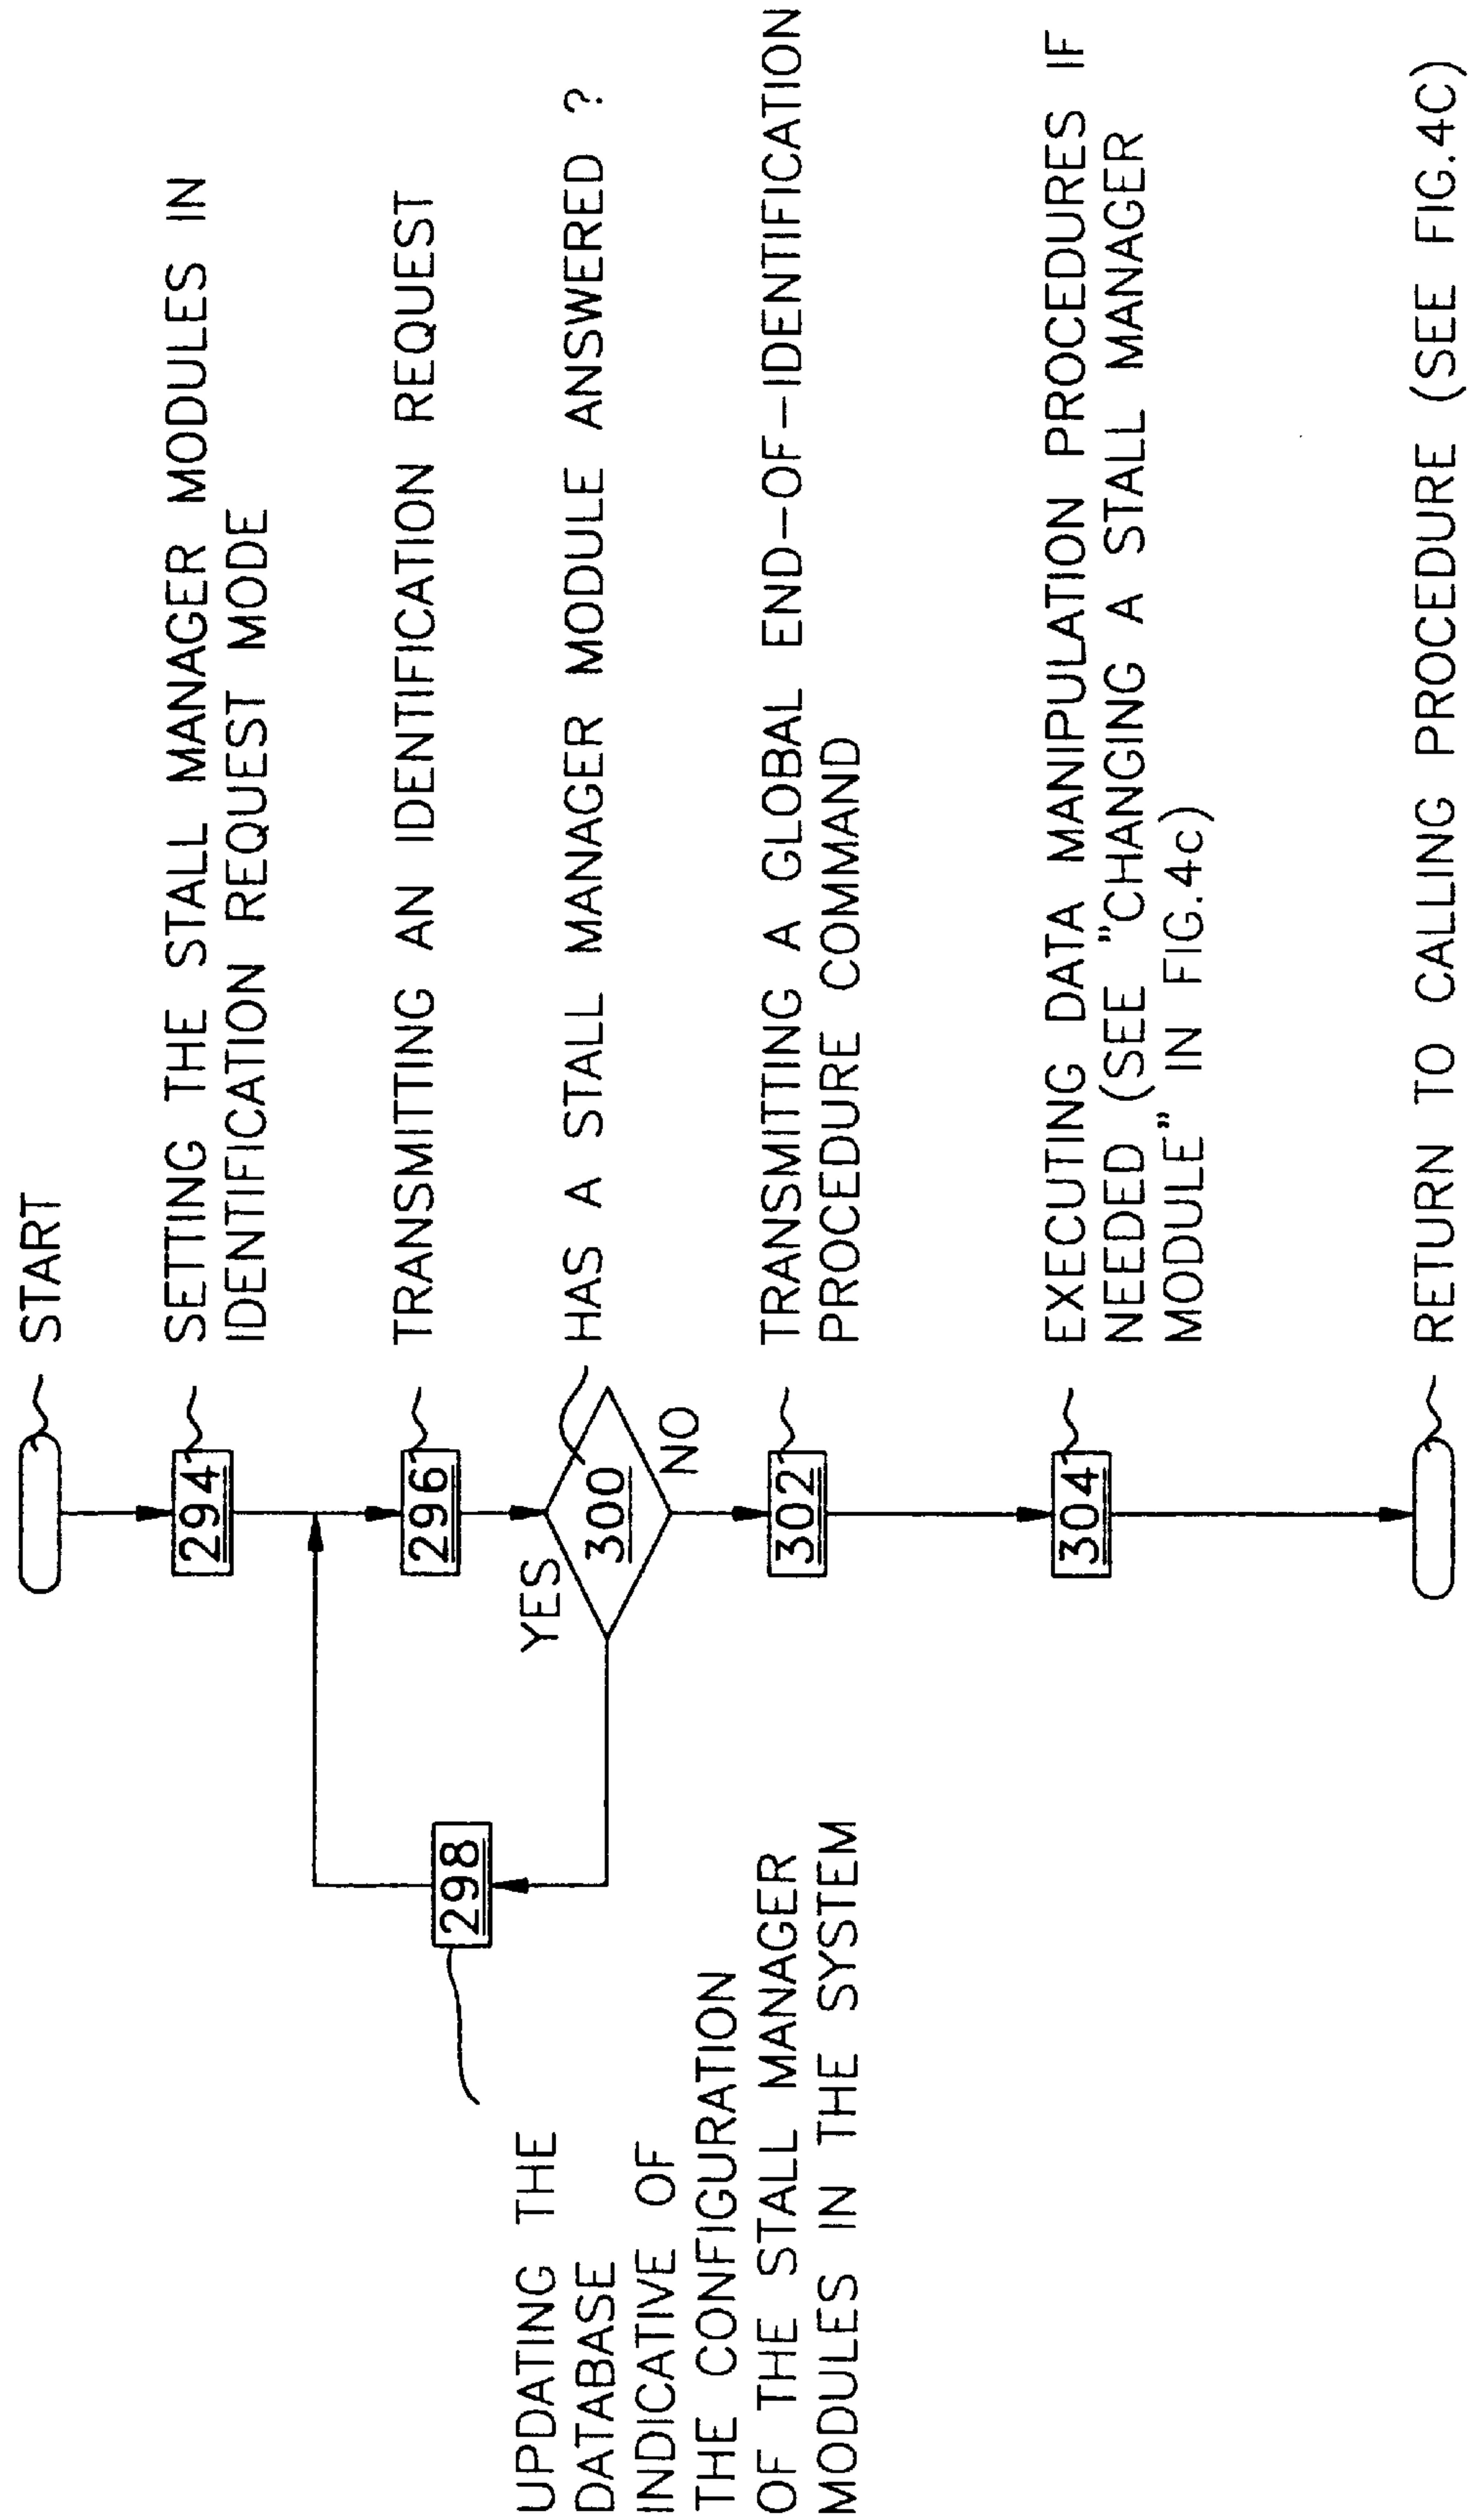 START
294
SETTING THE STALL MANAGER MODULES IN
IDENTIFICATION REQUEST MODE
296
TRANSMITTING AN IDENTIFICATION REQUEST
YES
300
HAS A STALL MANAGER MODULE ANSWERED ?
NO
298
UPDATING THE
DATABASE
INDICATIVE OF
THE CONFIGURATION
OF THE STALL MANAGER
MODULES IN THE SYSTEM
302
TRANSMITTING A GLOBAL END-OF-IDENTIFICATION
PROCEDURE COMMAND
304
EXECUTING DATA MANIPULATION PROCEDURES IF
NEEDED (SEE "CHANGING A STALL MANAGER
MODULE" IN FIG.4c)
RETURN TO CALLING PROCEDURE (SEE FIG.4C)